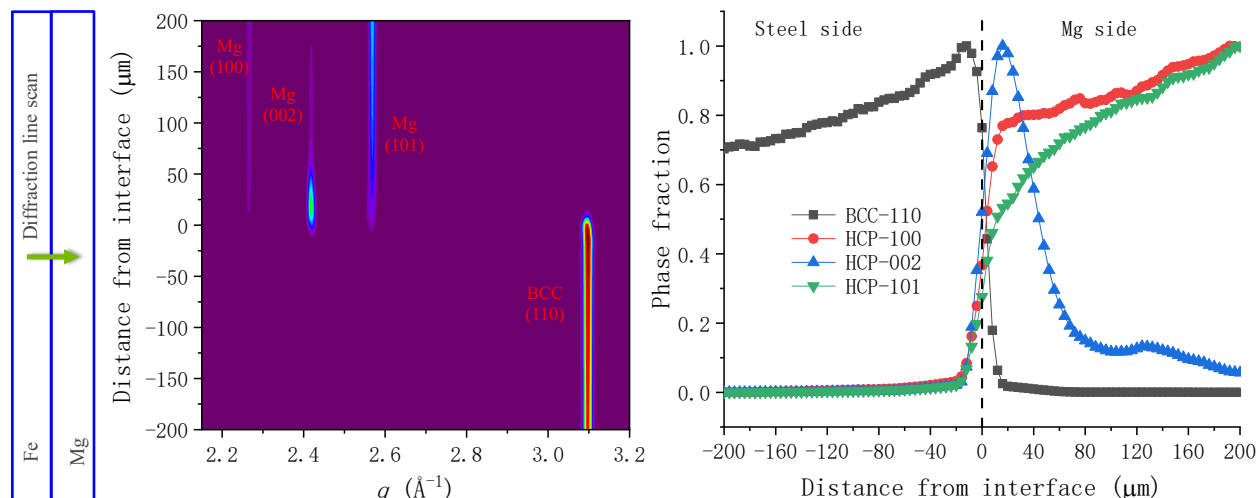 Diffraction line scan
Fe
Mg
Distance from interface (μm)
200
150
100
50
0
-50
-100
-150
-200
Mg
(100)
Mg
(002)
Mg
(101)
BCC
(110)
2.2
2.4
2.6
2.8
3.0
3.2
q (Å⁻¹)
Steel side
Mg side
Phase fraction
1.0
0.8
0.6
0.4
0.2
0.0
BCC-110
HCP-100
HCP-002
HCP-101
-200 -160 -120 -80 -40 0 40 80 120 160 200
Distance from interface (μm)